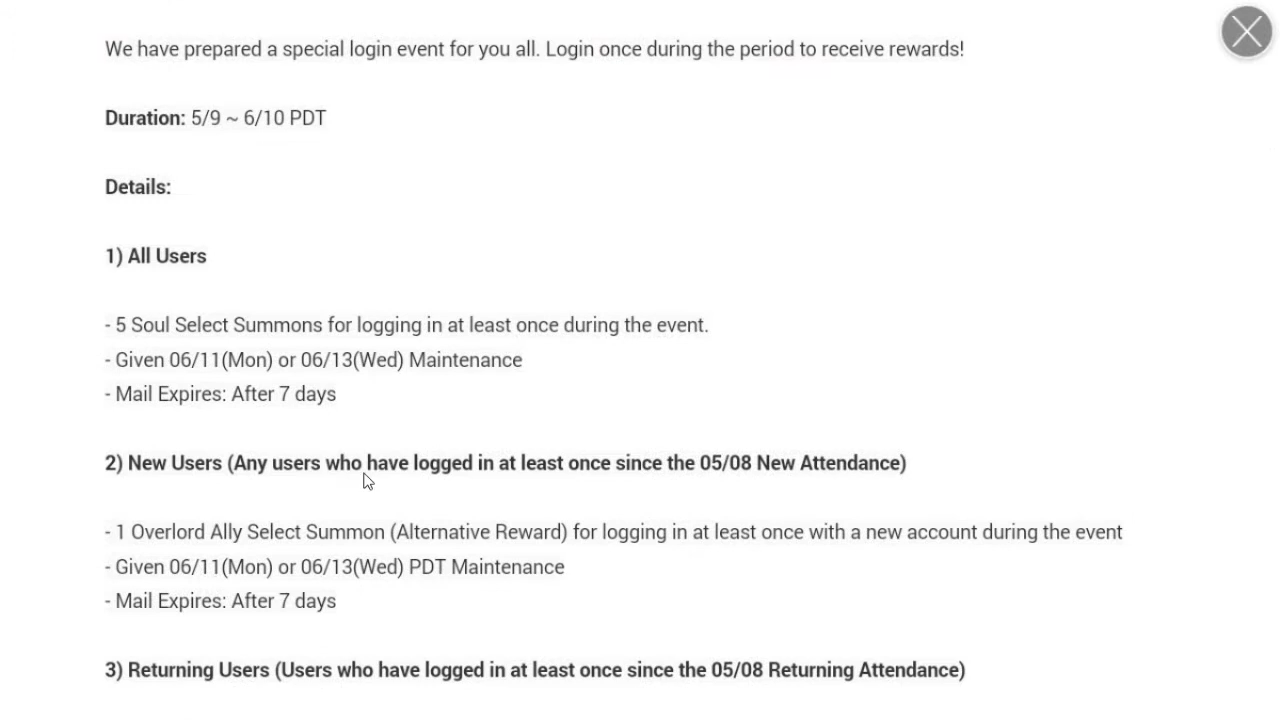 We have prepared a special login event for you all. Login once during the period to receive rewards!
Duration: 5/9 ~ 6/10 PDT
Details:
1) All Users
- 5 Soul Select Summons for logging in at least once during the event.
- Given 06/11(Mon) or 06/13(Wed) Maintenance
- Mail Expires: After 7 days
2) New Users (Any users who have logged in at least once since the 05/08 New Attendance)
- 1 Overlord Ally Select Summon (Alternative Reward) for logging in at least once with a new account during the event
- Given 06/11(Mon) or 06/13(Wed) PDT Maintenance
- Mail Expires: After 7 days
3) Returning Users (Users who have logged in at least once since the 05/08 Returning Attendance)